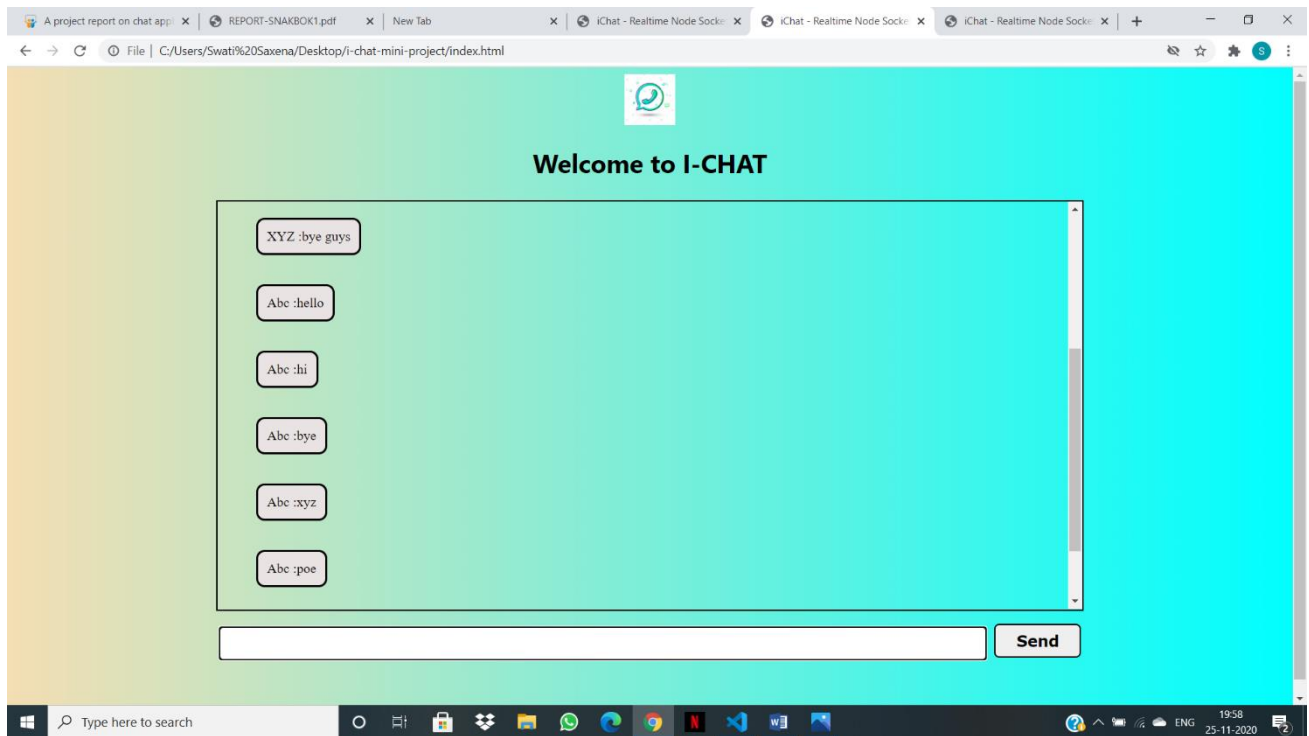 A project report on chat appl
REPORT-SNAKBOK1.pdf
New Tab
iChat - Realtime Node Socke
iChat - Realtime Node Socke
iChat - Realtime Node Socke
File | C:/Users/Swati%20Saxena/Desktop/i-chat-mini-project/index.html
S
Welcome to I-CHAT
XYZ :bye guys
Abc :hello
Abc :hi
Abc :bye
Abc :xyz
Abc :poe
Send
Type here to search
N
ENG
19:58
25-11-2020
2